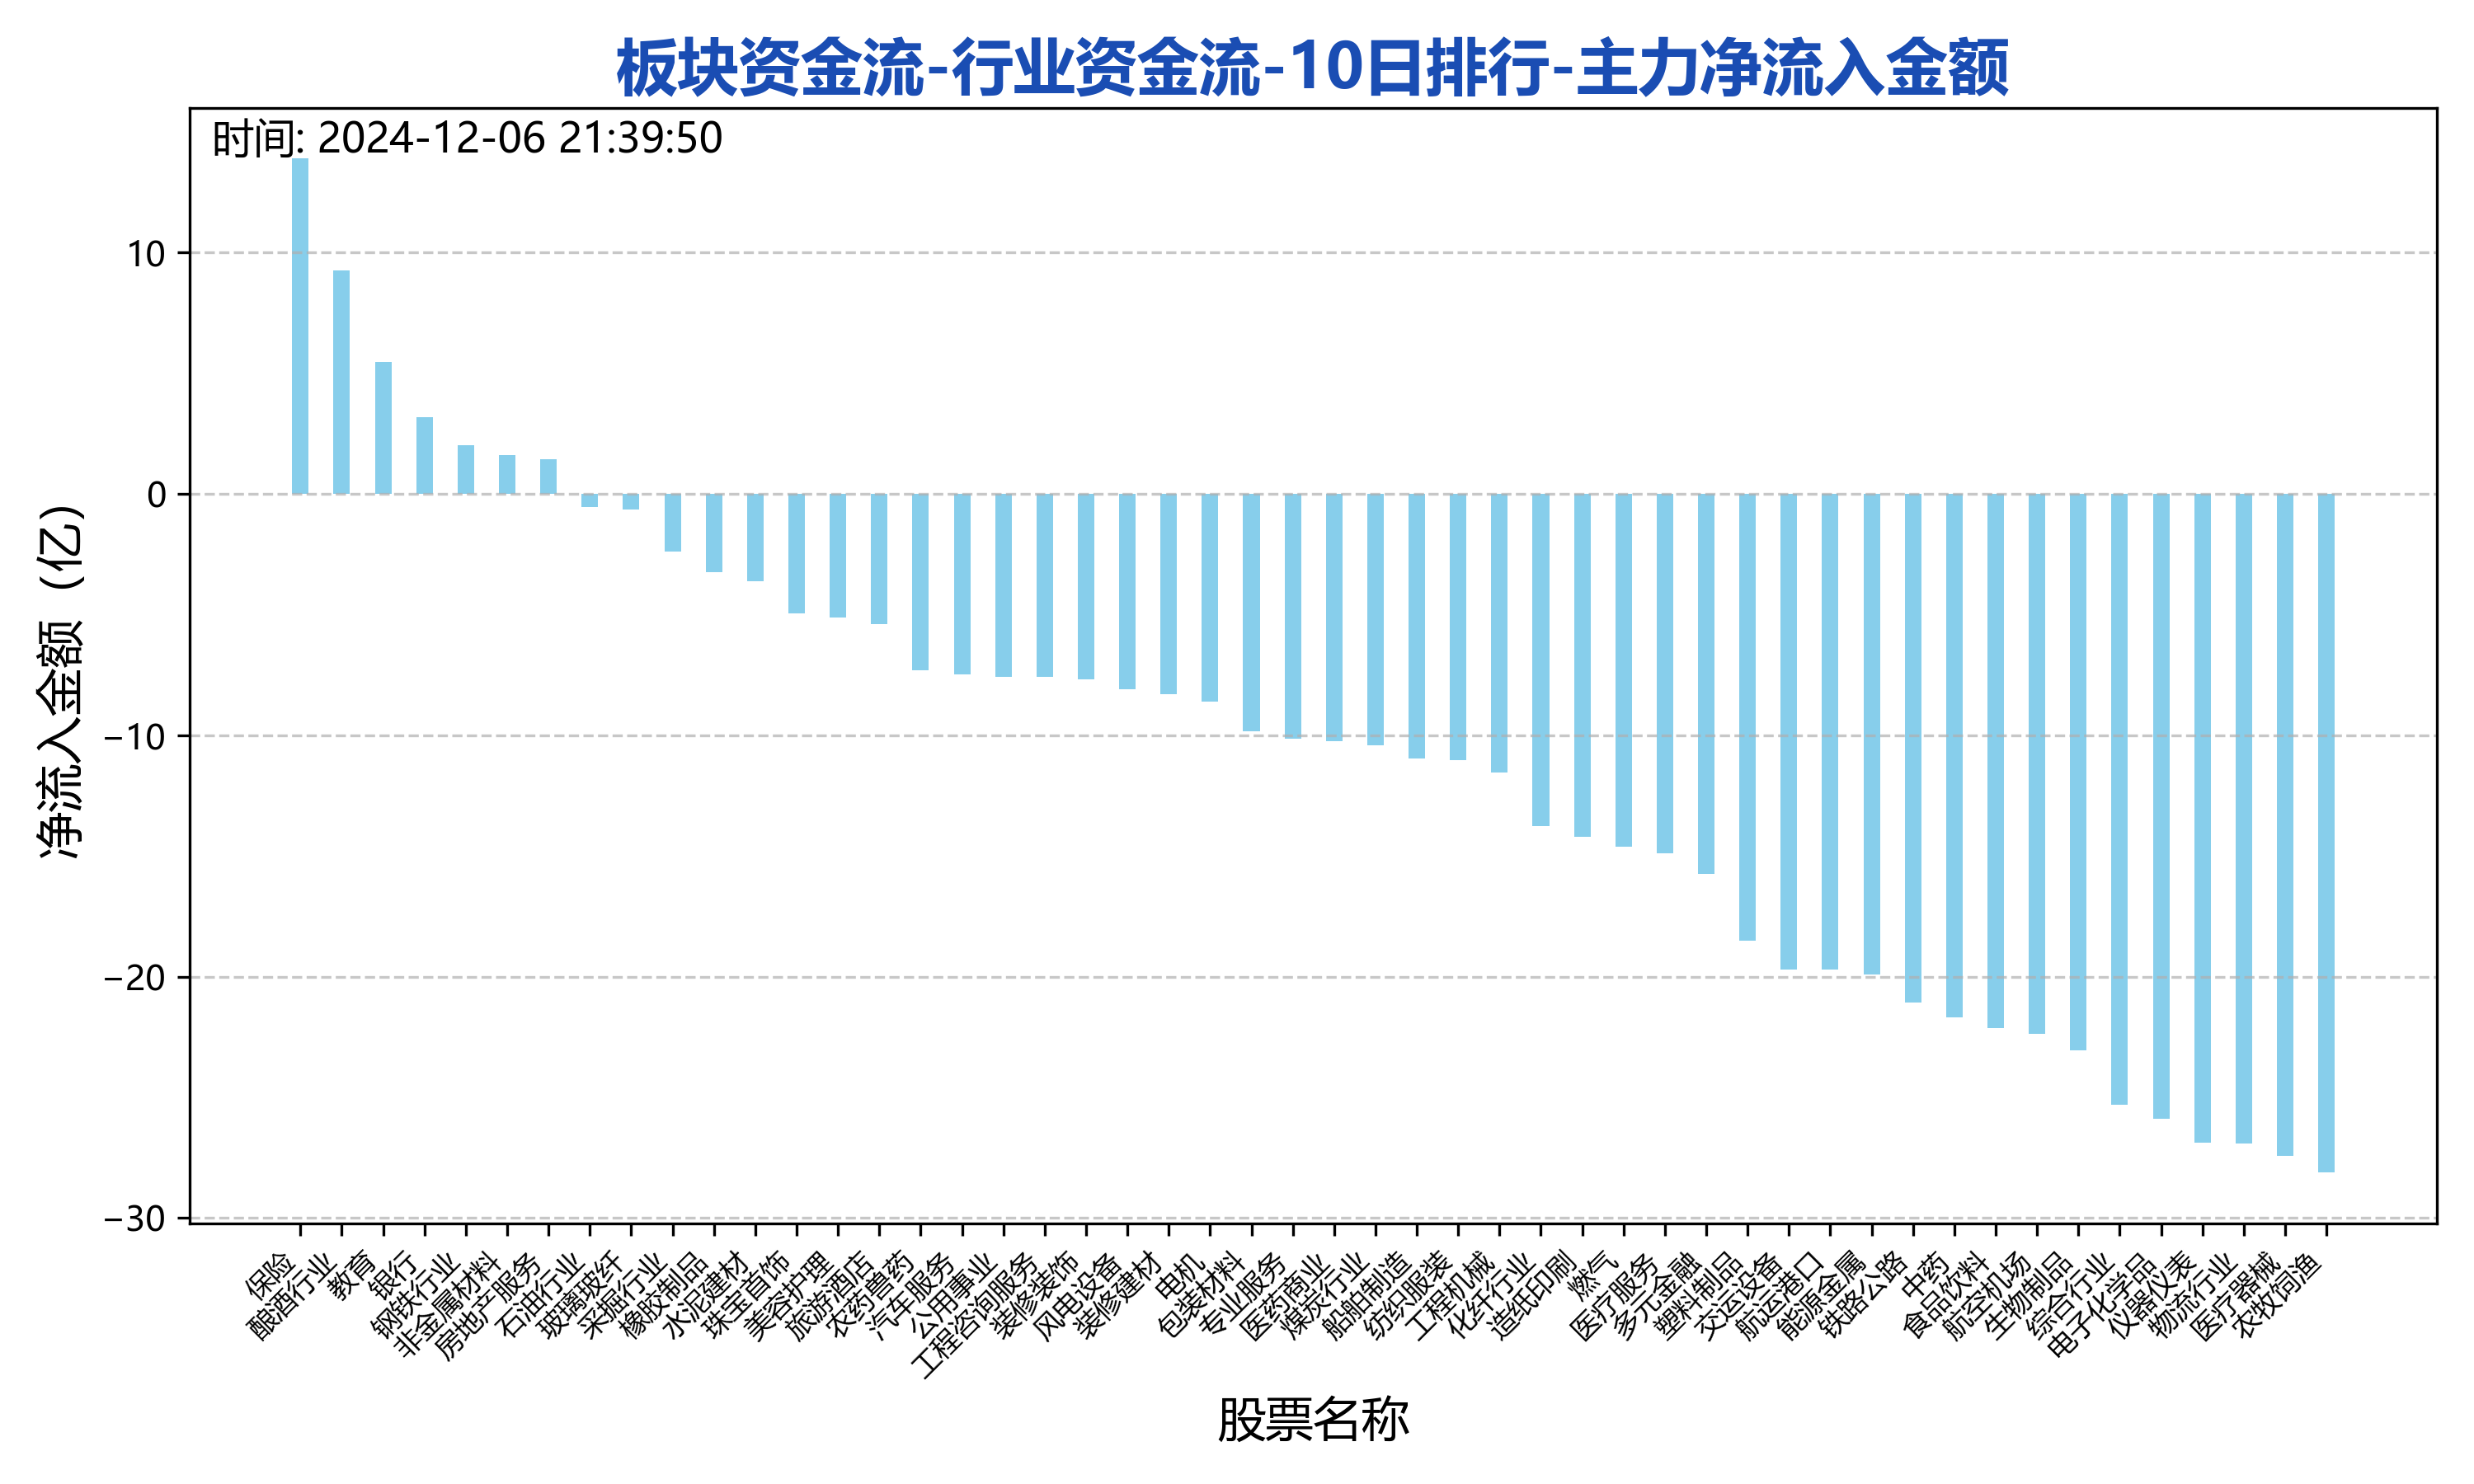 板块资金流-行业资金流-10日排行-主力净流入金额
时间: 2024-12-06 21:39:50
净流入金额（亿）
10
0
−10
−20
−30
保险
酿酒行业
教育
银行
钢铁行业
非金属材料
房地产服务
石油行业
玻璃玻纤
采掘行业
橡胶制品
水泥建材
珠宝首饰
美容护理
旅游酒店
农药兽药
汽车服务
公用事业
工程咨询服务
装修装饰
风电设备
装修建材
电机
包装材料
专业服务
医药商业
煤炭行业
船舶制造
纺织服装
工程机械
化纤行业
造纸印刷
燃气
医疗服务
多元金融
塑料制品
交运设备
航运港口
能源金属
铁路公路
中药
食品饮料
航空机场
生物制品
综合行业
电子化学品
仪器仪表
物流行业
医疗器械
农牧饲渔
股票名称